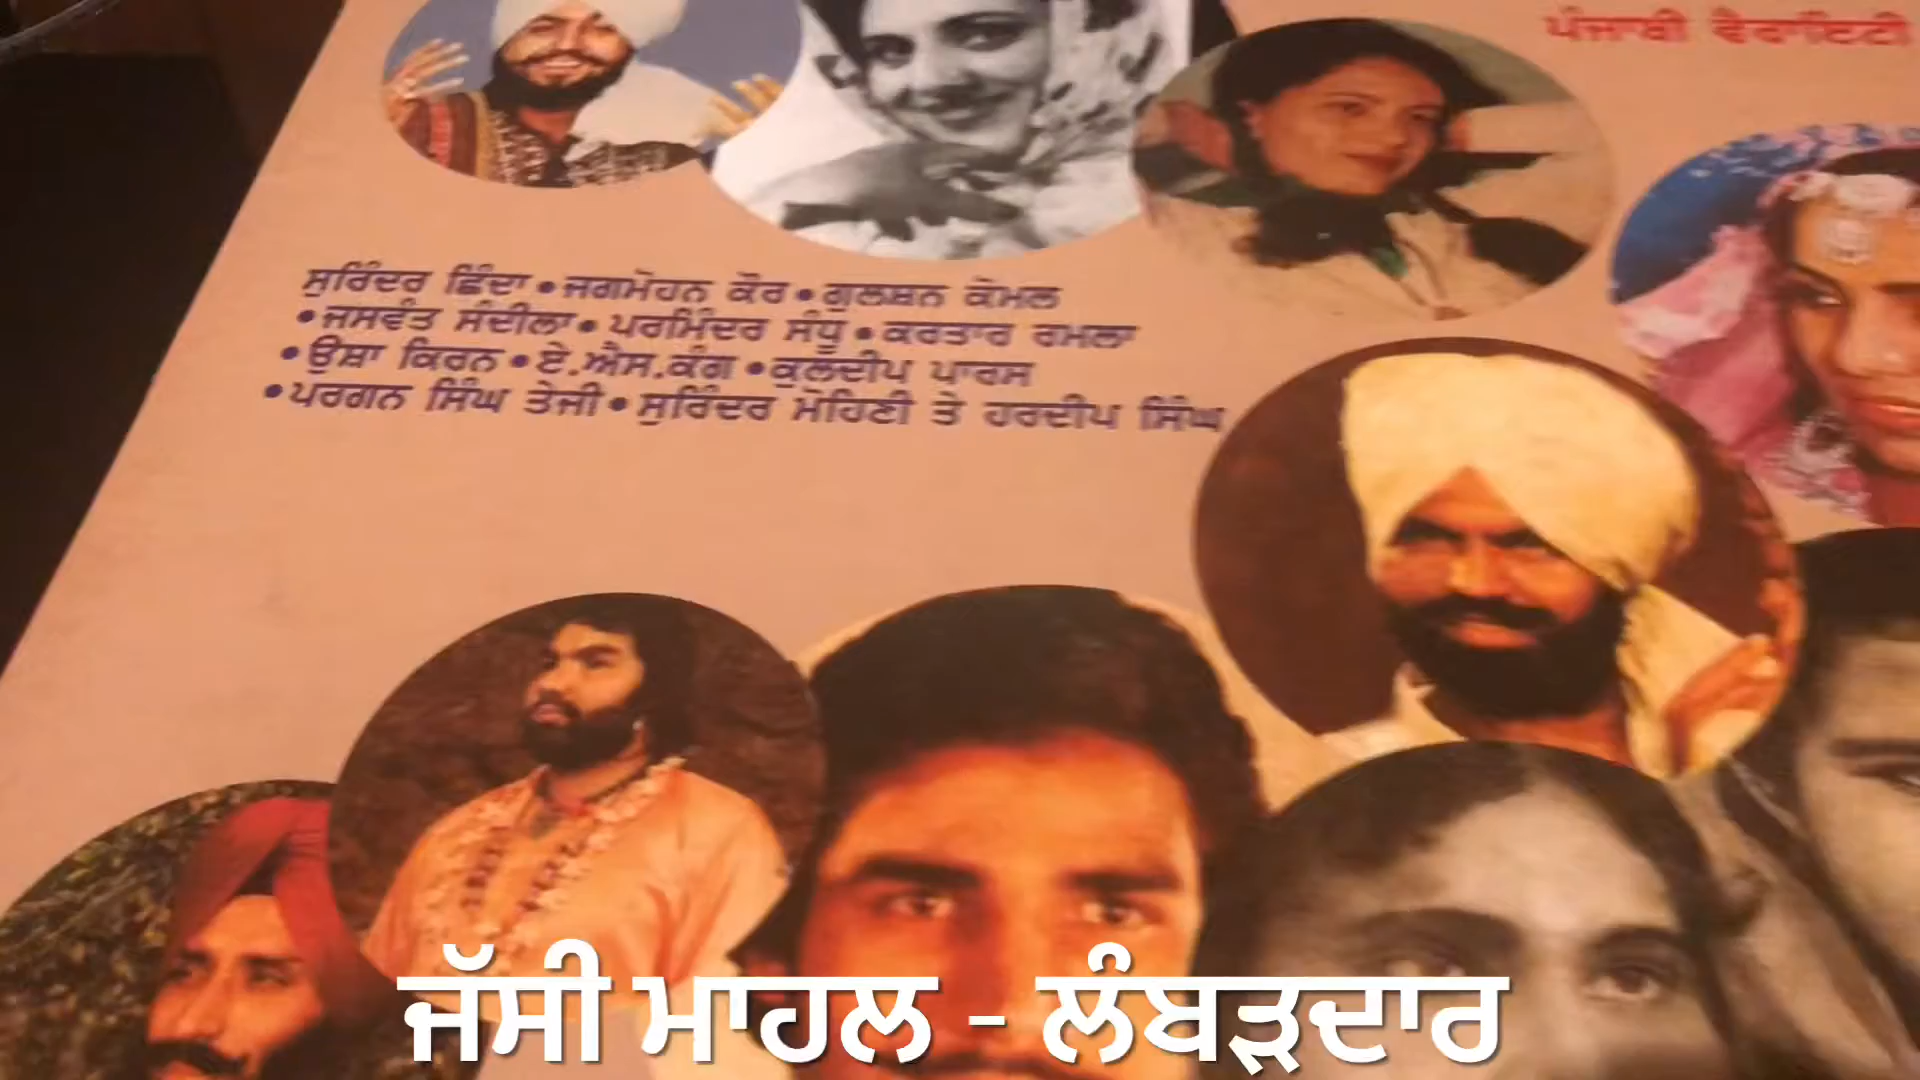 ਪੰਜਾਬੀ ਵੈਰਾਇਟੀ
ਸੁਰਿੰਦਰ ਛਿੰਦਾ • ਜਗਮੋਹਨ ਕੌਰ • ਗੁਲਸ਼ਨ ਕੋਮਲ
• ਜਸਵੰਤ ਸੰਦੀਲਾ • ਪਰਮਿੰਦਰ ਸੰਧੂ • ਕਰਤਾਰ ਰਮਲਾ
• ਊਸ਼ਾ ਕਿਰਨ • ਏ.ਐਸ.ਕੰਗ • ਕੁਲਦੀਪ ਪਾਰਸ
• ਪਰਗਨ ਸਿੰਘ ਤੇਜੀ • ਸੁਰਿੰਦਰ ਮੋਹਿਣੀ ਤੇ ਹਰਦੀਪ ਸਿੰਘ
ਜੱਸੀ ਮਾਹਲ - ਲੰਬੜਦਾਰ